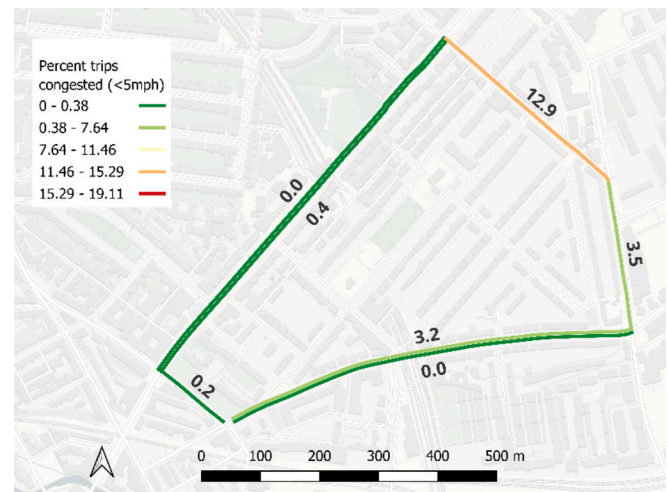 Percent trips
congested (<5mph)
0 - 0.38
0.38 - 7.64
7.64 - 11.46
11.46 - 15.29
15.29 - 19.11
12.9
0.0
0.4
3.5
3.2
0.0
0.2
0 100 200 300 400 500 m